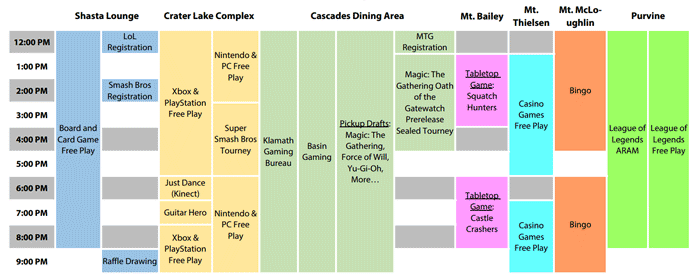 Shasta Lounge
Crater Lake Complex
Cascades Dining Area
Mt. Bailey
Mt.
Thielsen
Mt. McLo-
ughlin
Purvine
12:00 PM
1:00 PM
2:00 PM
3:00 PM
4:00 PM
5:00 PM
6:00 PM
7:00 PM
8:00 PM
9:00 PM
Board and
Card Game
Free Play
LoL
Registration
Smash Bros
Registration
Raffle Drawing
Xbox &
PlayStation
Free Play
Just Dance
(Kinect)
Guitar Hero
Xbox &
PlayStation
Free Play
Nintendo &
PC Free
Play
Super
Smash Bros
Tourney
Nintendo &
PC Free
Play
Klamath
Gaming
Bureau
Basin
Gaming
Pickup Drafts:
Magic: The
Gathering,
Force of Will,
Yu-Gi-Oh,
More…
MTG
Registration
Magic: The
Gathering Oath
of the
Gatewatch
Prerelease
Sealed Tourney
Tabletop
Game:
Squatch
Hunters
Tabletop
Game:
Castle
Crashers
Casino
Games
Free Play
Casino
Games
Free Play
Bingo
Bingo
League of
Legends
ARAM
League of
Legends
Free Play